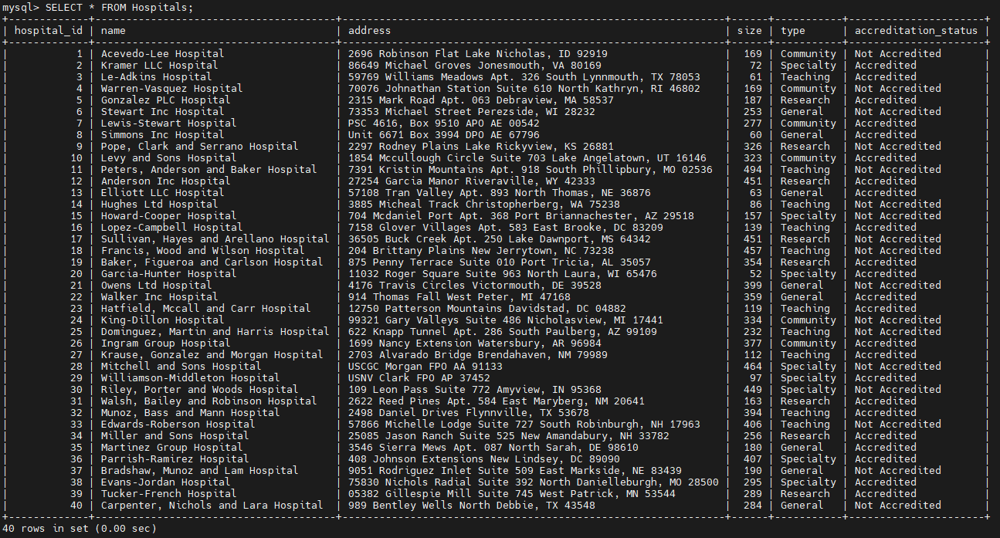 mysql> SELECT * FROM Hospitals;
+-------------+---------------------------------------+--------------------------------------------------------------+------+-----------+----------------------+
| hospital_id | name                                  | address                                                      | size | type      | accreditation_status |
+-------------+---------------------------------------+--------------------------------------------------------------+------+-----------+----------------------+
|           1 | Acevedo-Lee Hospital                  | 2696 Robinson Flat Lake Nicholas, ID 92919                   |  169 | Community | Not Accredited       |
|           2 | Kramer LLC Hospital                   | 86649 Michael Groves Jonesmouth, VA 80169                    |   72 | Specialty | Accredited           |
|           3 | Le-Adkins Hospital                    | 59769 Williams Meadows Apt. 326 South Lynnmouth, TX 78053    |   61 | Teaching  | Accredited           |
|           4 | Warren-Vasquez Hospital               | 70076 Johnathan Station Suite 610 North Kathryn, RI 46802    |  169 | Community | Not Accredited       |
|           5 | Gonzalez PLC Hospital                 | 2315 Mark Road Apt. 063 Debraview, MA 58537                  |  187 | Research  | Accredited           |
|           6 | Stewart Inc Hospital                  | 73353 Michael Street Perezside, WI 28232                     |  253 | General   | Not Accredited       |
|           7 | Lewis-Stewart Hospital                | PSC 4616, Box 9510 APO AE 00542                              |  277 | Community | Accredited           |
|           8 | Simmons Inc Hospital                  | Unit 6671 Box 3994 DPO AE 67796                              |   60 | General   | Accredited           |
|           9 | Pope, Clark and Serrano Hospital      | 2297 Rodney Plains Lake Rickyview, KS 26881                  |  326 | Research  | Not Accredited       |
|          10 | Levy and Sons Hospital                | 1854 Mccullough Circle Suite 703 Lake Angelatown, UT 16146   |  323 | Community | Accredited           |
|          11 | Peters, Anderson and Baker Hospital   | 7391 Kristin Mountains Apt. 918 South Phillipbury, MO 02536  |  494 | Teaching  | Not Accredited       |
|          12 | Anderson Inc Hospital                 | 27254 Garcia Manor Riveraville, WY 42333                     |  451 | Research  | Accredited           |
|          13 | Elliott LLC Hospital                  | 57108 Tran Valley Apt. 893 North Thomas, NE 36876            |   63 | General   | Accredited           |
|          14 | Hughes Ltd Hospital                   | 3885 Micheal Track Christopherberg, WA 75238                 |   86 | Teaching  | Not Accredited       |
|          15 | Howard-Cooper Hospital                | 704 Mcdaniel Port Apt. 368 Port Briannachester, AZ 29518     |  157 | Specialty | Not Accredited       |
|          16 | Lopez-Campbell Hospital               | 7158 Glover Villages Apt. 583 East Brooke, DC 83209          |  139 | Teaching  | Accredited           |
|          17 | Sullivan, Hayes and Arellano Hospital | 36505 Buck Creek Apt. 250 Lake Dawnport, MS 64342            |  451 | Research  | Not Accredited       |
|          18 | Francis, Wood and Wilson Hospital     | 204 Brittany Plains New Jerrytown, NC 73238                  |  457 | Teaching  | Not Accredited       |
|          19 | Baker, Figueroa and Carlson Hospital  | 875 Penny Terrace Suite 010 Port Tricia, AL 35057            |  354 | Research  | Accredited           |
|          20 | Garcia-Hunter Hospital                | 11032 Roger Square Suite 963 North Laura, WI 65476           |   52 | Specialty | Accredited           |
|          21 | Owens Ltd Hospital                    | 4176 Travis Circles Victormouth, DE 39528                    |  399 | General   | Not Accredited       |
|          22 | Walker Inc Hospital                   | 914 Thomas Fall West Peter, MI 47168                         |  359 | General   | Accredited           |
|          23 | Hatfield, Mccall and Carr Hospital    | 12750 Patterson Mountains Davidstad, DC 04882                |  119 | Teaching  | Accredited           |
|          24 | King-Dillon Hospital                  | 99321 Gary Valleys Suite 486 Nicholasview, MI 17441          |  334 | Community | Not Accredited       |
|          25 | Dominguez, Martin and Harris Hospital | 622 Knapp Tunnel Apt. 286 South Paulberg, AZ 99109           |  232 | Teaching  | Not Accredited       |
|          26 | Ingram Group Hospital                 | 1699 Nancy Extension Watersbury, AR 96984                    |  377 | Community | Accredited           |
|          27 | Krause, Gonzalez and Morgan Hospital  | 2703 Alvarado Bridge Brendahaven, NM 79989                   |  112 | Teaching  | Accredited           |
|          28 | Mitchell and Sons Hospital            | USCGC Morgan FPO AA 91133                                    |  464 | Specialty | Not Accredited       |
|          29 | Williamson-Middleton Hospital         | USNV Clark FPO AP 37452                                      |   97 | Specialty | Accredited           |
|          30 | Riley, Porter and Woods Hospital      | 109 Leon Pass Suite 772 Amyview, IN 95368                    |  449 | Specialty | Not Accredited       |
|          31 | Walsh, Bailey and Robinson Hospital   | 2622 Reed Pines Apt. 584 East Maryberg, NM 20641             |  163 | Research  | Accredited           |
|          32 | Munoz, Bass and Mann Hospital         | 2498 Daniel Drives Flynnville, TX 53678                      |  394 | Teaching  | Accredited           |
|          33 | Edwards-Roberson Hospital             | 57866 Michelle Lodge Suite 727 South Robinburgh, NH 17963    |  406 | Teaching  | Not Accredited       |
|          34 | Miller and Sons Hospital              | 25085 Jason Ranch Suite 525 New Amandabury, NH 33782         |  256 | Research  | Accredited           |
|          35 | Martinez Group Hospital               | 3546 Sierra Mews Apt. 087 North Sarah, DE 98610              |  180 | General   | Accredited           |
|          36 | Parrish-Ramirez Hospital              | 408 Johnson Extensions New Lindsey, DC 89090                 |  407 | Specialty | Accredited           |
|          37 | Bradshaw, Munoz and Lam Hospital      | 9051 Rodriguez Inlet Suite 509 East Markside, NE 83439       |  190 | General   | Not Accredited       |
|          38 | Evans-Jordan Hospital                 | 75830 Nichols Radial Suite 392 North Danielleburgh, MO 28500 |  295 | Specialty | Accredited           |
|          39 | Tucker-French Hospital                | 05382 Gillespie Mill Suite 745 West Patrick, MN 53544        |  289 | Research  | Accredited           |
|          40 | Carpenter, Nichols and Lara Hospital  | 989 Bentley Wells North Debbie, TX 43548                     |  284 | General   | Not Accredited       |
+-------------+---------------------------------------+--------------------------------------------------------------+------+-----------+----------------------+
40 rows in set (0.00 sec)